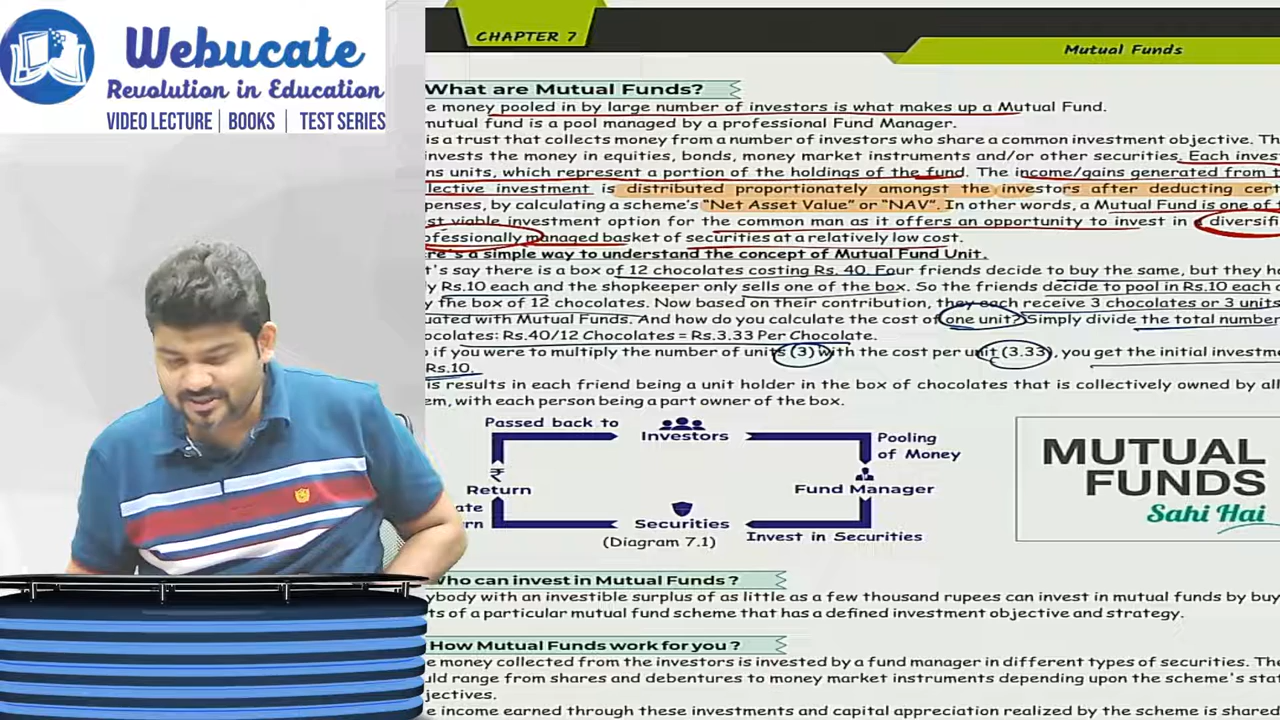 Webucate
Revolution in Education
VIDEO LECTURE | BOOKS | TEST SERIES
CHAPTER 7
Mutual Funds
What are Mutual Funds?
e money pooled in by large number of investors is what makes up a Mutual Fund.
mutual fund is a pool managed by a professional Fund Manager.
is a trust that collects money from a number of investors who share a common investment objective. Th
invests the money in equities, bonds, money market instruments and/or other securities. Each inves
ns units, which represent a portion of the holdings of the fund. The income/gains generated from t
lective investment is distributed proportionately amongst the investors after deducting cert
penses, by calculating a scheme's "Net Asset Value" or "NAV". In other words, a Mutual Fund is one of t
st viable investment option for the common man as it offers an opportunity to invest in a diversifi
ofessionally managed basket of securities at a relatively low cost.
re's a simple way to understand the concept of Mutual Fund Unit.
t's say there is a box of 12 chocolates costing Rs. 40. Four friends decide to buy the same, but they ha
y Rs.10 each and the shopkeeper only sells one of the box. So the friends decide to pool in Rs.10 each a
y the box of 12 chocolates. Now based on their contribution, they each receive 3 chocolates or 3 units
uated with Mutual Funds. And how do you calculate the cost of one unit? Simply divide the total number
ocolates: Rs.40/12 Chocolates = Rs.3.33 Per Chocolate.
if you were to multiply the number of units (3) with the cost per unit (3.33), you get the initial investme
Rs.10.
is results in each friend being a unit holder in the box of chocolates that is collectively owned by all
em, with each person being a part owner of the box.
Passed back to
Investors
Pooling
of Money
₹
Return
Fund Manager
ate
rn
Securities
Invest in Securities
(Diagram 7.1)
MUTUAL
FUNDS
Sahi Hai
Who can invest in Mutual Funds ?
ybody with an investible surplus of as little as a few thousand rupees can invest in mutual funds by buy
ts of a particular mutual fund scheme that has a defined investment objective and strategy.
How Mutual Funds work for you ?
e money collected from the investors is invested by a fund manager in different types of securities. The
uld range from shares and debentures to money market instruments depending upon the scheme's stat
jectives.
e income earned through these investments and capital appreciation realized by the scheme is shared